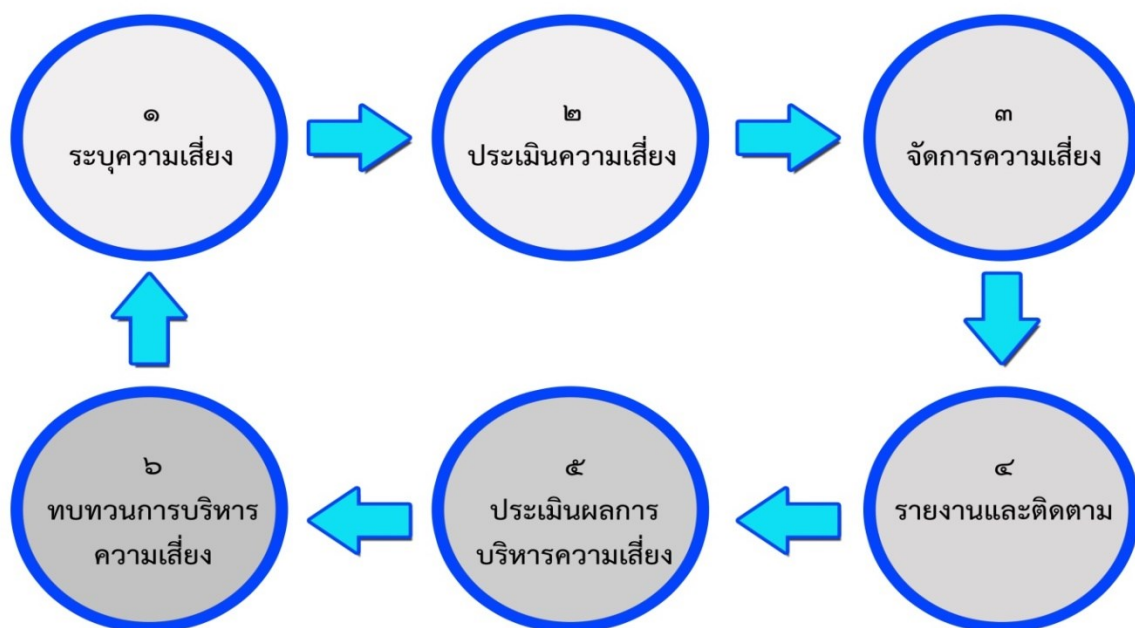 ๑
ระบุความเสี่ยง
๒
ประเมินความเสี่ยง
๓
จัดการความเสี่ยง
๔
รายงานและติดตาม
๕
ประเมินผลการ
บริหารความเสี่ยง
๖
ทบทวนการบริหาร
ความเสี่ยง